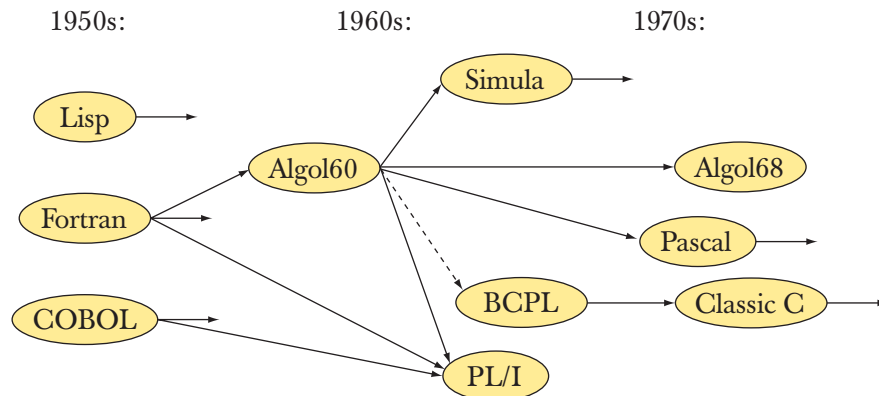 1950s:
1960s:
1970s:
Simula
Lisp
Algol60
Algol68
Fortran
Pascal
BCPL
Classic C
COBOL
PL/I